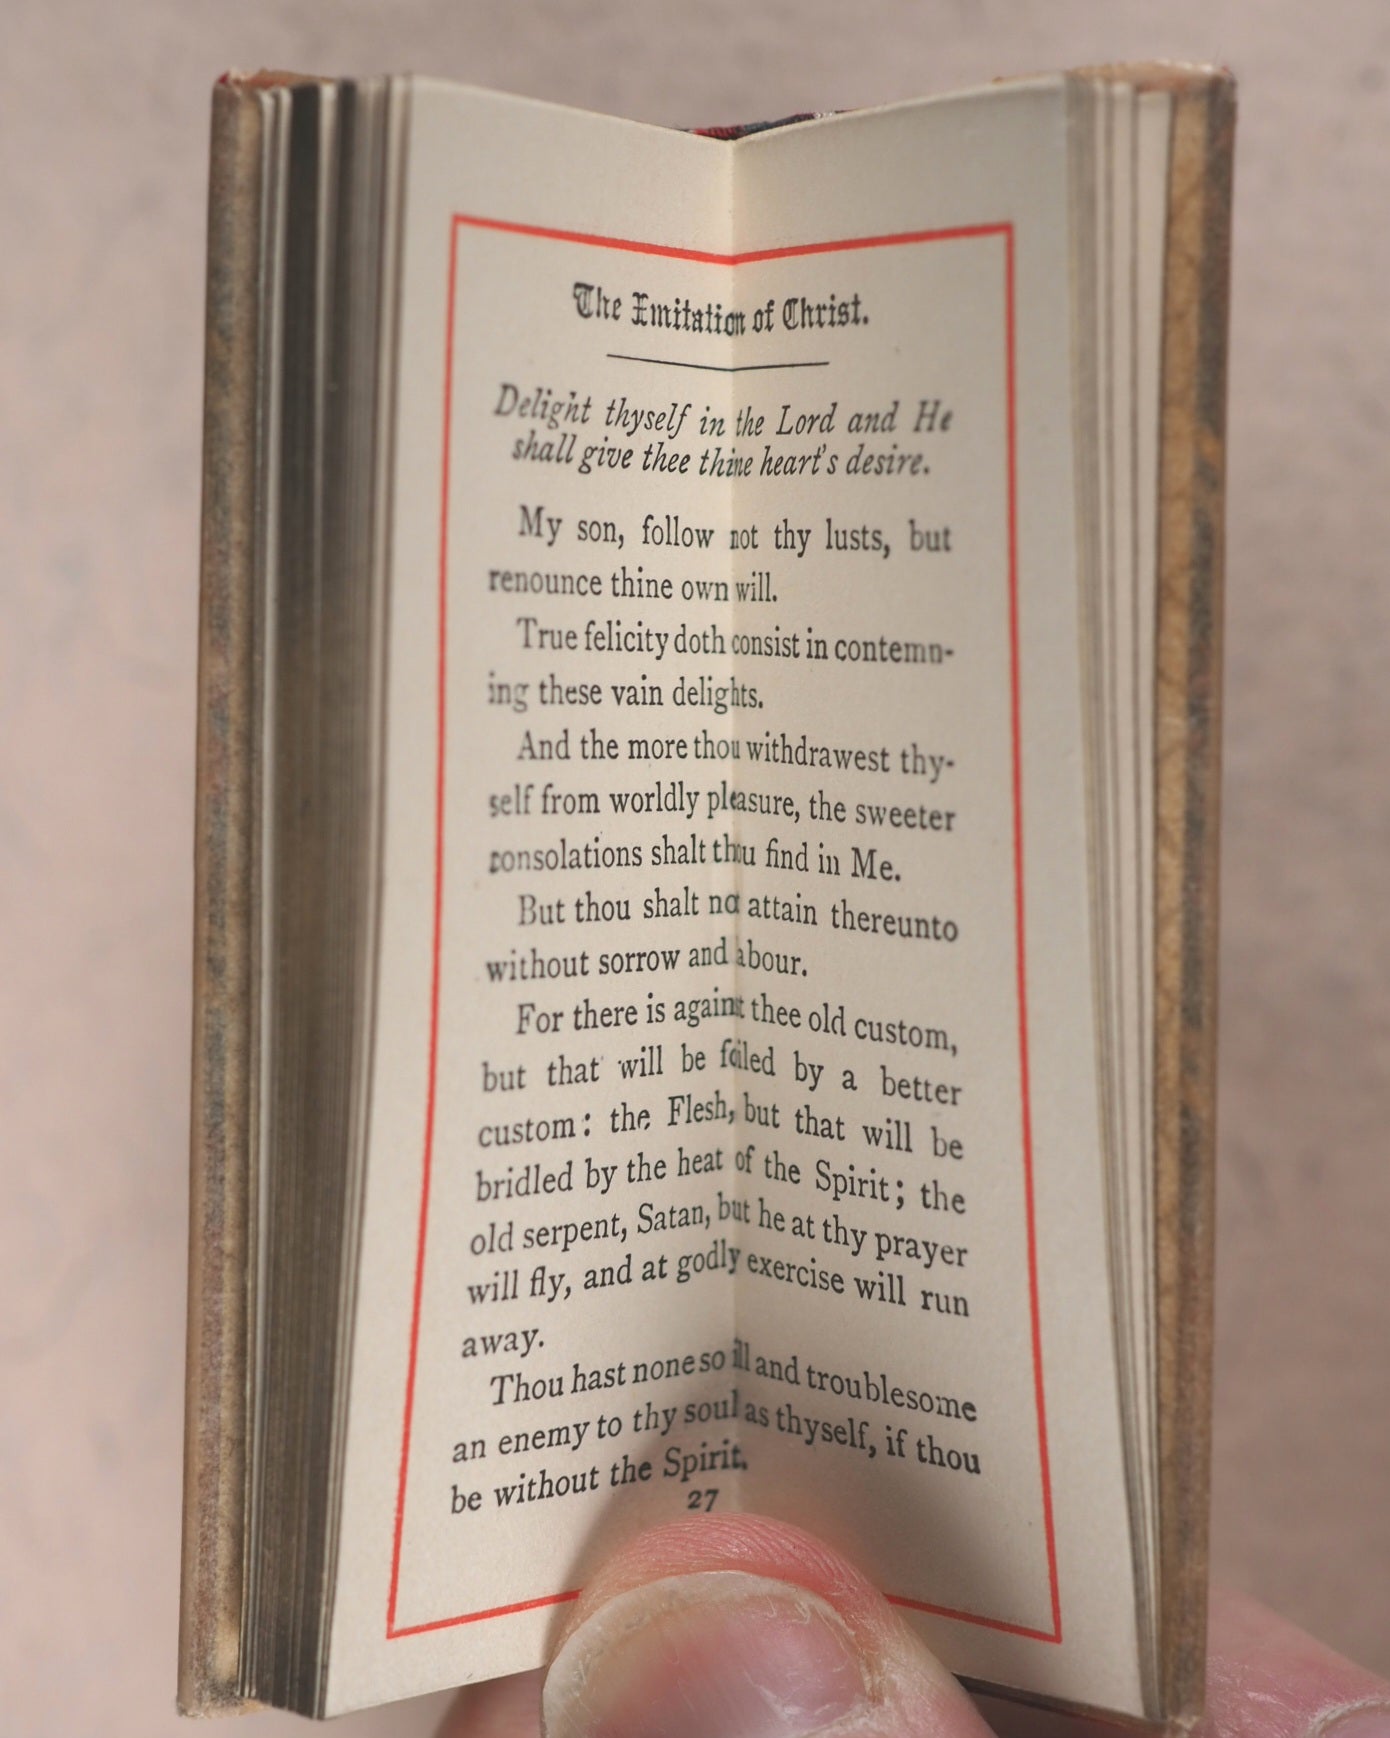 The Imitation of Christ.
Delight thyself in the Lord and He
shall give thee thine heart's desire.
My son, follow not thy lusts, but
renounce thine own will.
True felicity doth consist in contemn-
ing these vain delights.
And the more thou withdrawest thy-
self from worldly pleasure, the sweeter
consolations shalt thou find in Me.
But thou shalt not attain thereunto
without sorrow and labour.
For there is against thee old custom,
but that will be foiled by a better
custom: the Flesh, but that will be
bridled by the heat of the Spirit; the
old serpent, Satan, but he at thy prayer
will fly, and at godly exercise will run
away.
Thou hast none so ill and troublesome
an enemy to thy soul as thyself, if thou
be without the Spirit.
27